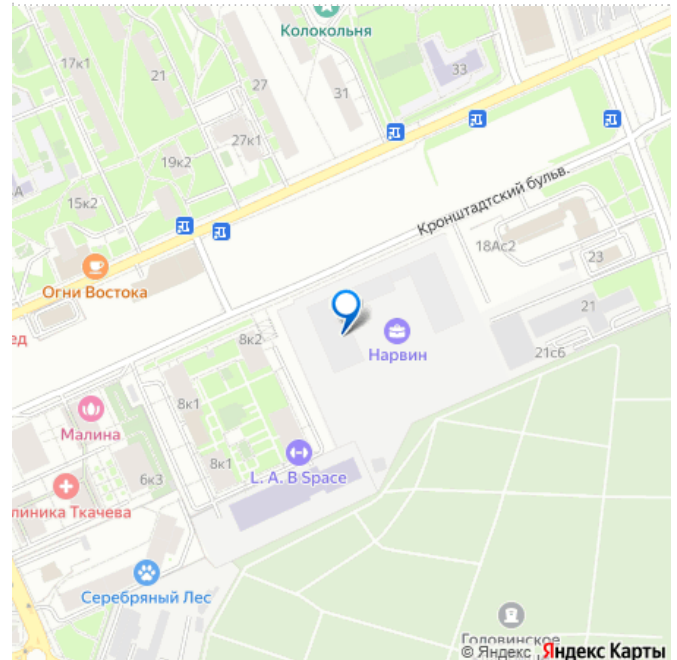 Колокольня
17к1
21
27
31
33
27к1
19к2
15к2
Кронштадтский бульв.
18Ас2
23
Огни Востока
ед
21
8к2
Нарвин
21с6
8к1
Малина
8к1
L. A. B Space
6к3
линика Ткачева
Серебряный Лес
Головинское
© Яндекс Яндекс Карты